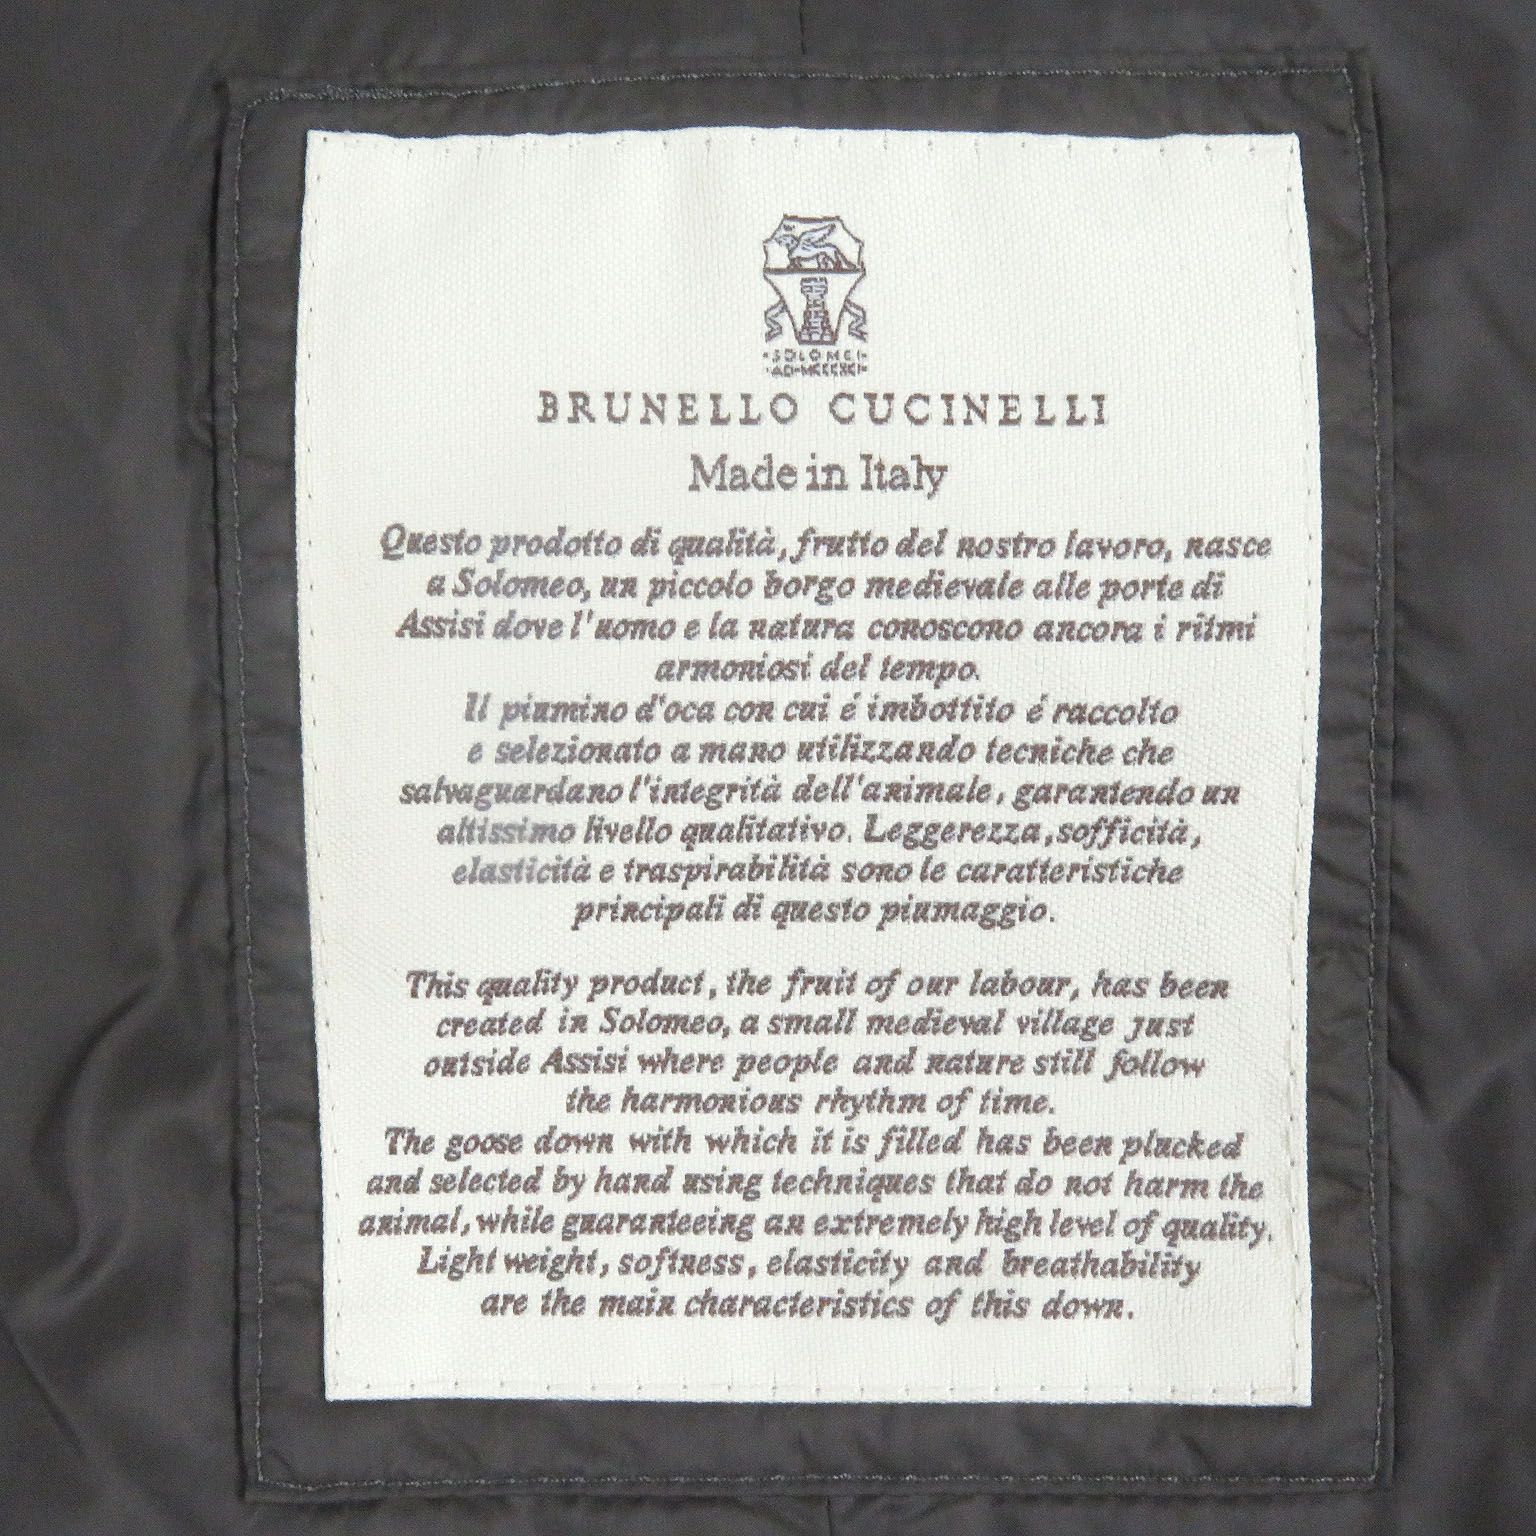 SOLOMEI
AD·MCCCXCI
BRUNELLO CUCINELLI
Made in Italy
Questo prodotto di qualità, frutto del nostro lavoro, nasce
a Solomeo, un piccolo borgo medievale alle porte di
Assisi dove l'uomo e la natura conoscono ancora i ritmi
armoniosi del tempo.
Il piumino d'oca con cui é imbottito é raccolto
e selezionato a mano utilizzando tecniche che
salvaguardano l'integrità dell'animale, garantendo un
altissimo livello qualitativo. Leggerezza, sofficità,
elasticità e traspirabilità sono le caratteristiche
principali di questo piumaggio.
This quality product, the fruit of our labour, has been
created in Solomeo, a small medieval village just
outside Assisi where people and nature still follow
the harmonious rhythm of time.
The goose down with which it is filled has been plucked
and selected by hand using techniques that do not harm the
animal, while guaranteeing an extremely high level of quality.
Light weight, softness, elasticity and breathability
are the main characteristics of this down.